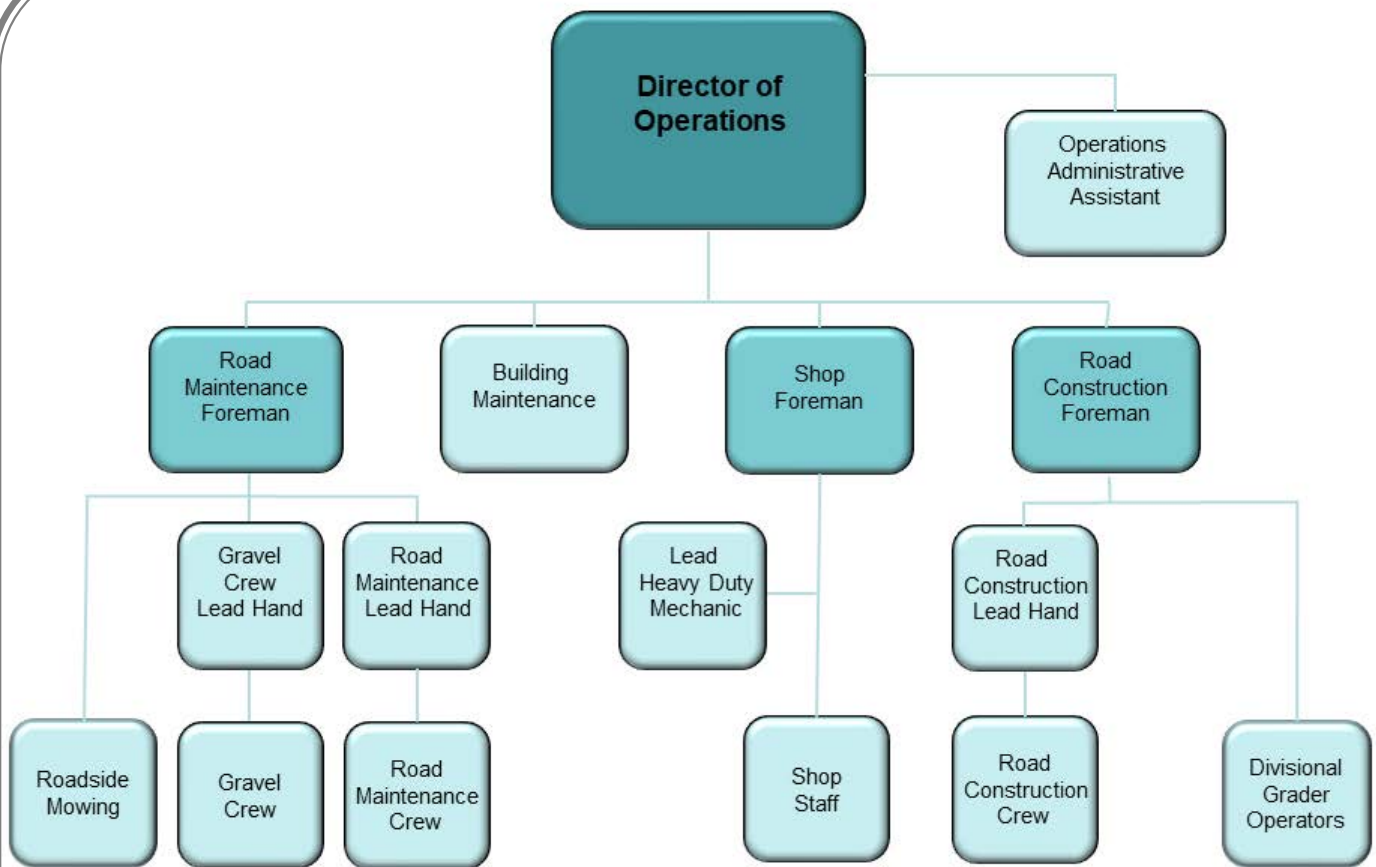 Director of
Operations
Operations
Administrative
Assistant
Road
Maintenance
Foreman
Building
Maintenance
Shop
Foreman
Road
Construction
Foreman
Gravel
Crew
Lead Hand
Road
Maintenance
Lead Hand
Lead
Heavy Duty
Mechanic
Road
Construction
Lead Hand
Roadside
Mowing
Gravel
Crew
Road
Maintenance
Crew
Shop
Staff
Road
Construction
Crew
Divisional
Grader
Operators